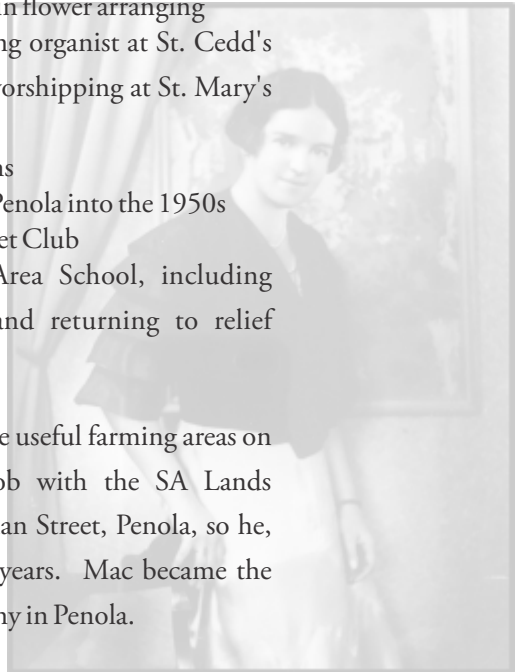 in flower arranging
ng organist at St. Cedd's
orshipping at St. Mary's
ns
Penola into the 1950s
et Club
Area School, including
and returning to relief
e useful farming areas on
ob with the SA Lands
an Street, Penola, so he,
years. Mac became the
ny in Penola.